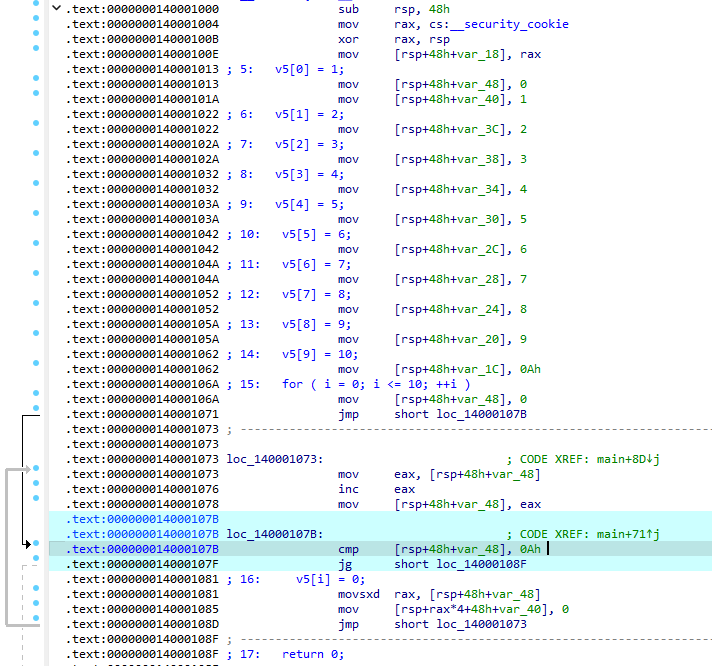 .text:0000000140001000 sub rsp, 48h
.text:0000000140001004 mov rax, cs:__security_cookie
.text:000000014000100B xor rax, rsp
.text:000000014000100E mov [rsp+48h+var_18], rax
.text:0000000140001013 ; 5: v5[0] = 1;
.text:0000000140001013 mov [rsp+48h+var_48], 0
.text:000000014000101A mov [rsp+48h+var_40], 1
.text:0000000140001022 ; 6: v5[1] = 2;
.text:0000000140001022 mov [rsp+48h+var_3C], 2
.text:000000014000102A ; 7: v5[2] = 3;
.text:000000014000102A mov [rsp+48h+var_38], 3
.text:0000000140001032 ; 8: v5[3] = 4;
.text:0000000140001032 mov [rsp+48h+var_34], 4
.text:000000014000103A ; 9: v5[4] = 5;
.text:000000014000103A mov [rsp+48h+var_30], 5
.text:0000000140001042 ; 10: v5[5] = 6;
.text:0000000140001042 mov [rsp+48h+var_2C], 6
.text:000000014000104A ; 11: v5[6] = 7;
.text:000000014000104A mov [rsp+48h+var_28], 7
.text:0000000140001052 ; 12: v5[7] = 8;
.text:0000000140001052 mov [rsp+48h+var_24], 8
.text:000000014000105A ; 13: v5[8] = 9;
.text:000000014000105A mov [rsp+48h+var_20], 9
.text:0000000140001062 ; 14: v5[9] = 10;
.text:0000000140001062 mov [rsp+48h+var_1C], 0Ah
.text:000000014000106A ; 15: for ( i = 0; i <= 10; ++i )
.text:000000014000106A mov [rsp+48h+var_48], 0
.text:0000000140001071 jmp short loc_14000107B
.text:0000000140001073 ; ---------------------------------------------------------------------------
.text:0000000140001073
.text:0000000140001073 loc_140001073: ; CODE XREF: main+8D↓j
.text:0000000140001073 mov eax, [rsp+48h+var_48]
.text:0000000140001076 inc eax
.text:0000000140001078 mov [rsp+48h+var_48], eax
.text:000000014000107B
.text:000000014000107B loc_14000107B: ; CODE XREF: main+71↑j
.text:000000014000107B cmp [rsp+48h+var_48], 0Ah
.text:000000014000107F jg short loc_14000108F
.text:0000000140001081 ; 16: v5[i] = 0;
.text:0000000140001081 movsxd rax, [rsp+48h+var_48]
.text:0000000140001085 mov [rsp+rax*4+48h+var_40], 0
.text:000000014000108D jmp short loc_140001073
.text:000000014000108F ; ---------------------------------------------------------------------------
.text:000000014000108F ; 17: return 0;